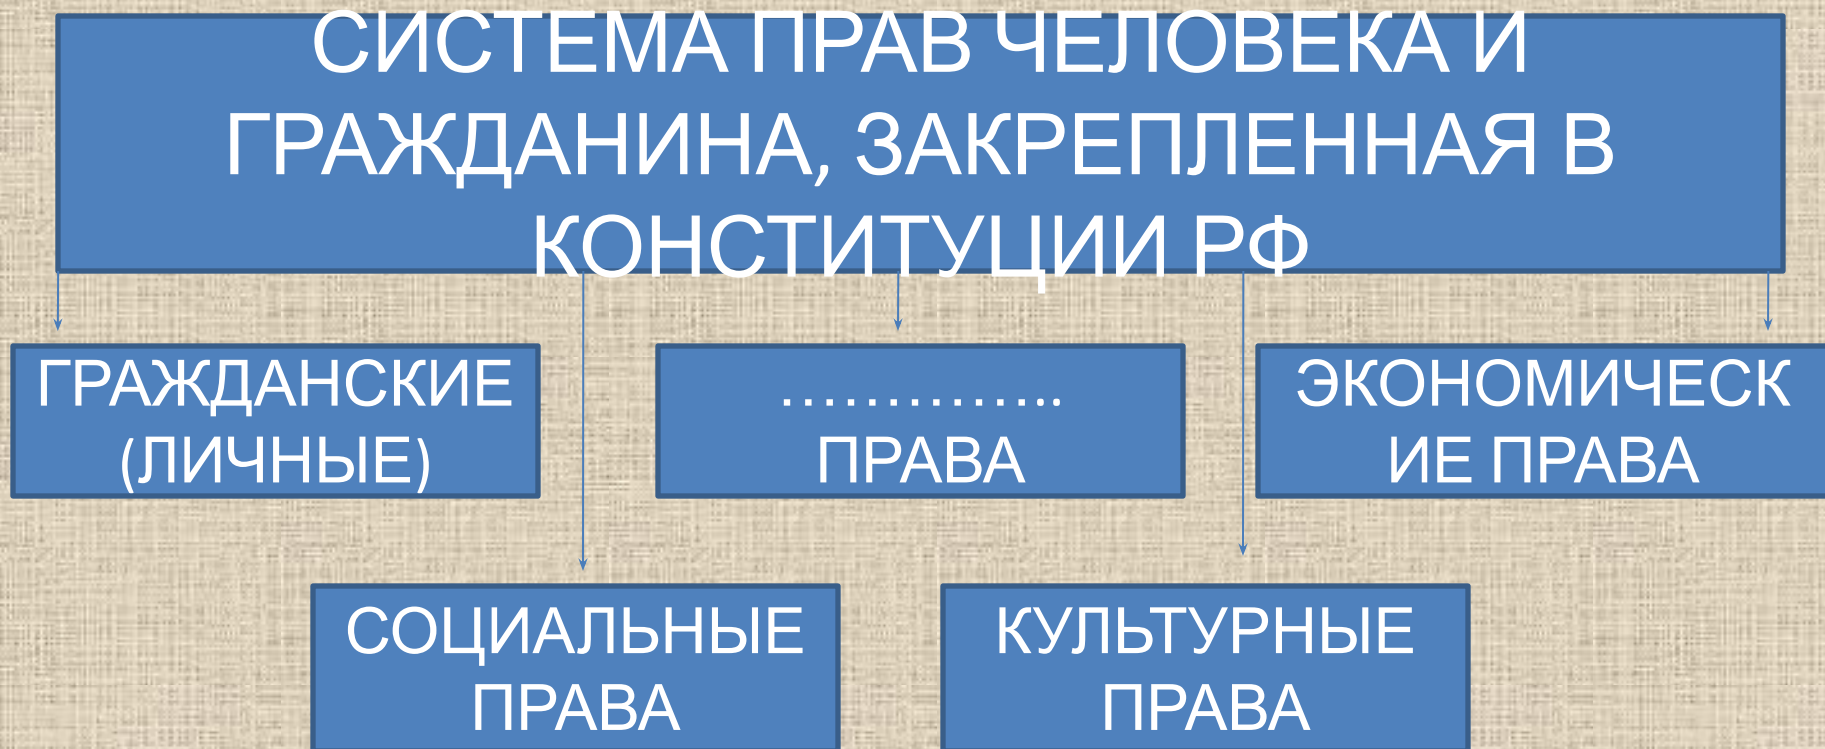 СИСТЕМА ПРАВ ЧЕЛОВЕКА И
ГРАЖДАНИНА, ЗАКРЕПЛЕННАЯ В
КОНСТИТУЦИИ РФ
ГРАЖДАНСКИЕ
(ЛИЧНЫЕ)
…………..
ПРАВА
ЭКОНОМИЧЕСК
ИЕ ПРАВА
СОЦИАЛЬНЫЕ
ПРАВА
КУЛЬТУРНЫЕ
ПРАВА